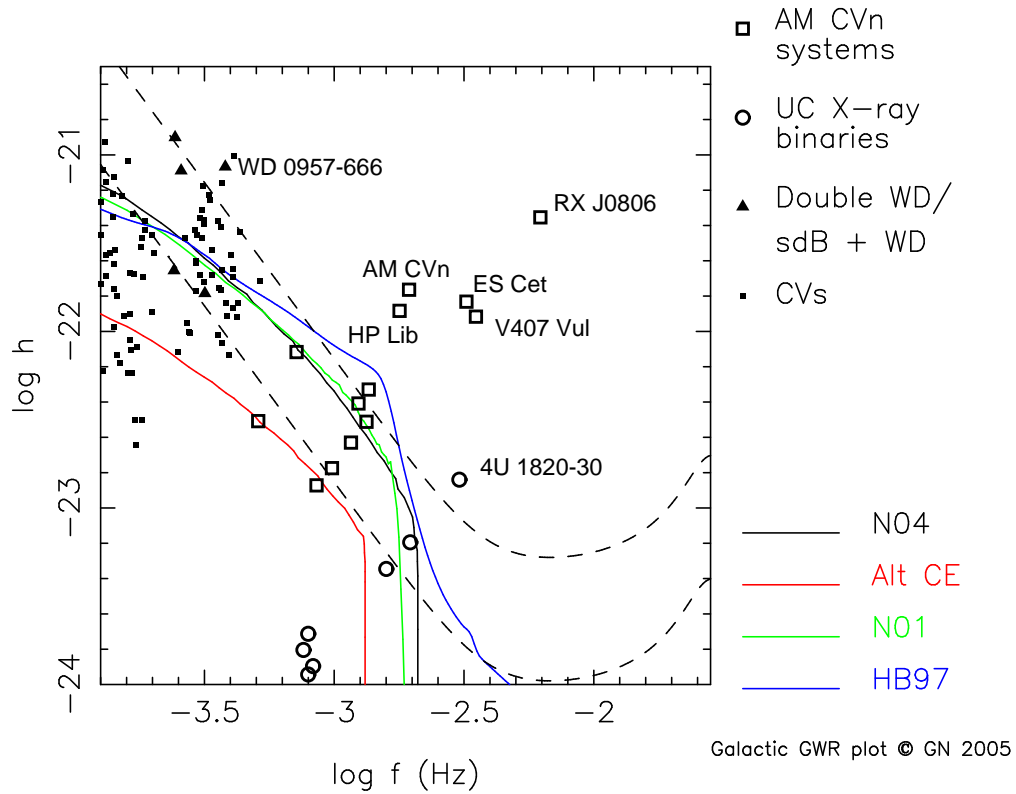 AM CVn
systems
UC X-ray
binaries
Double WD/
sdB + WD
CVs
WD 0957-666
RX J0806
AM CVn
ES Cet
HP Lib
V407 Vul
4U 1820-30
N04
Alt CE
N01
HB97
−21
−22
−23
−24
log h
−3.5
−3
−2.5
−2
log f (Hz)
Galactic GWR plot © GN 2005